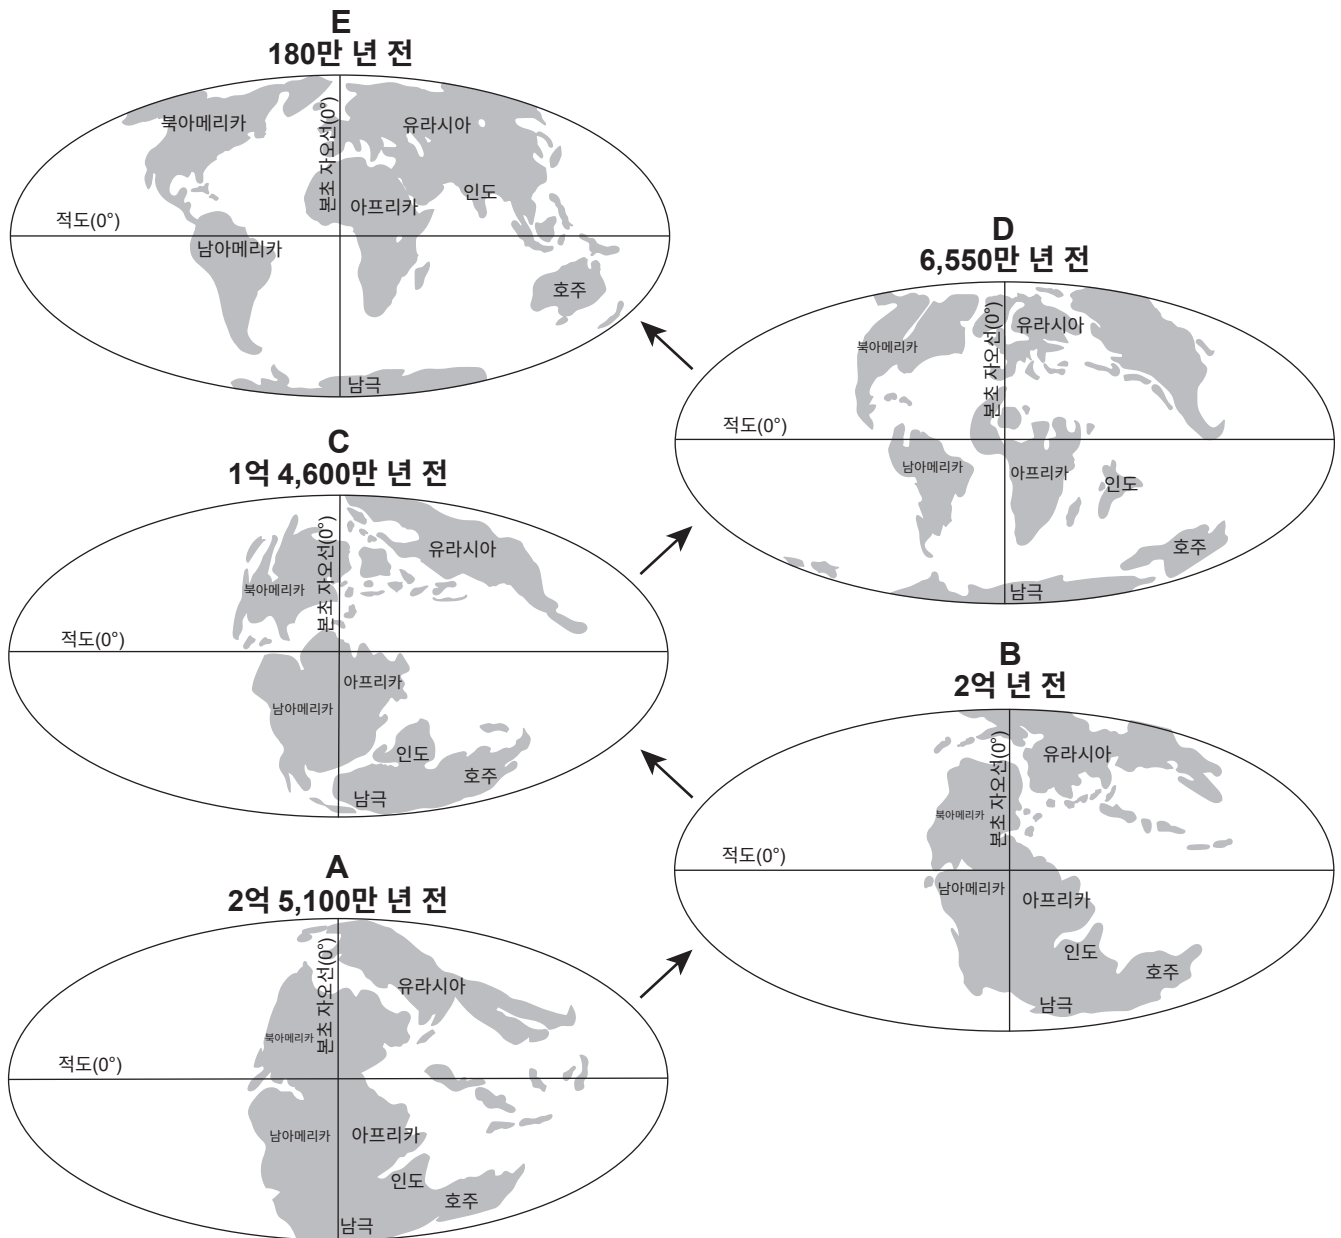 E
180만 년 전
북아메리카
유라시아
본초 자오선(0°)
인도
아프리카
적도(0°)
남아메리카
호주
남극
D
6,550만 년 전
유라시아
북아메리카
본초 자오선(0°)
적도(0°)
남아메리카
아프리카
인도
호주
남극
C
1억 4,600만 년 전
유라시아
북아메리카
본초 자오선(0°)
적도(0°)
아프리카
남아메리카
인도
호주
남극
B
2억 년 전
유라시아
본초 자오선(0°)
북아메리카
적도(0°)
남아메리카
아프리카
인도
호주
남극
A
2억 5,100만 년 전
유라시아
본초 자오선(0°)
북아메리카
적도(0°)
남아메리카
아프리카
인도
호주
남극